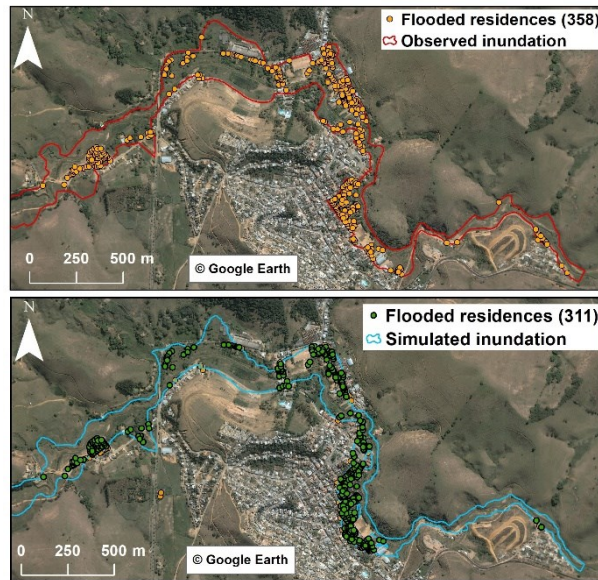 N
Flooded residences (358)
Observed inundation
0 250 500 m
© Google Earth
N
Flooded residences (311)
Simulated inundation
0 250 500 m
© Google Earth